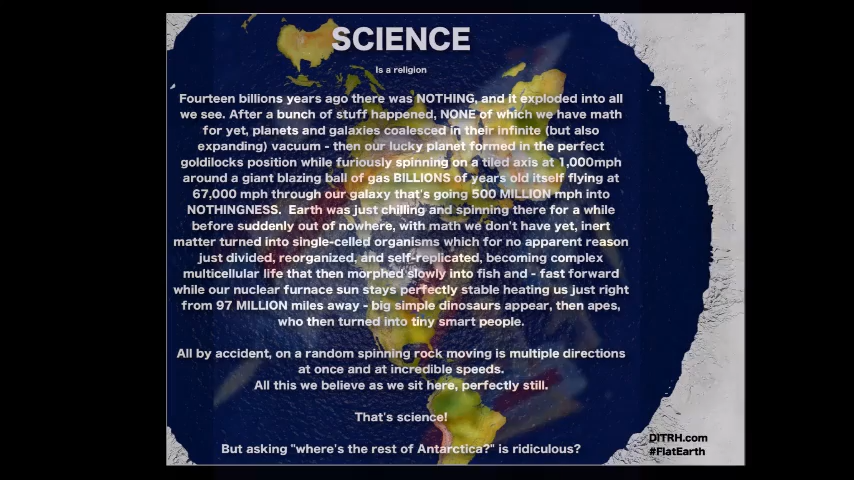 SCIENCE
Is a religion
Fourteen billions years ago there was NOTHING, and it exploded into all
we see. After a bunch of stuff happened, NONE of which we have math
for yet, planets and galaxies coalesced in their infinite (but also
expanding) vacuum - then our lucky planet formed in the perfect
goldilocks position while furiously spinning on a tiled axis at 1,000mph
around a giant blazing ball of gas BILLIONS of years old itself flying at
67,000 mph through our galaxy that's going 500 MILLION mph into
NOTHINGNESS. Earth was just chilling and spinning there for a while
before suddenly out of nowhere, with math we don't have yet, inert
matter turned into single-celled organisms which for no apparent reason
just divided, reorganized, and self-replicated, becoming complex
multicellular life that then morphed slowly into fish and - fast forward
while our nuclear furnace sun stays perfectly stable heating us just right
from 97 MILLION miles away - big simple dinosaurs appear, then apes,
who then turned into tiny smart people.
All by accident, on a random spinning rock moving is multiple directions
at once and at incredible speeds.
All this we believe as we sit here, perfectly still.
That's science!
But asking "where's the rest of Antarctica?" is ridiculous?
DITRH.com
#FlatEarth